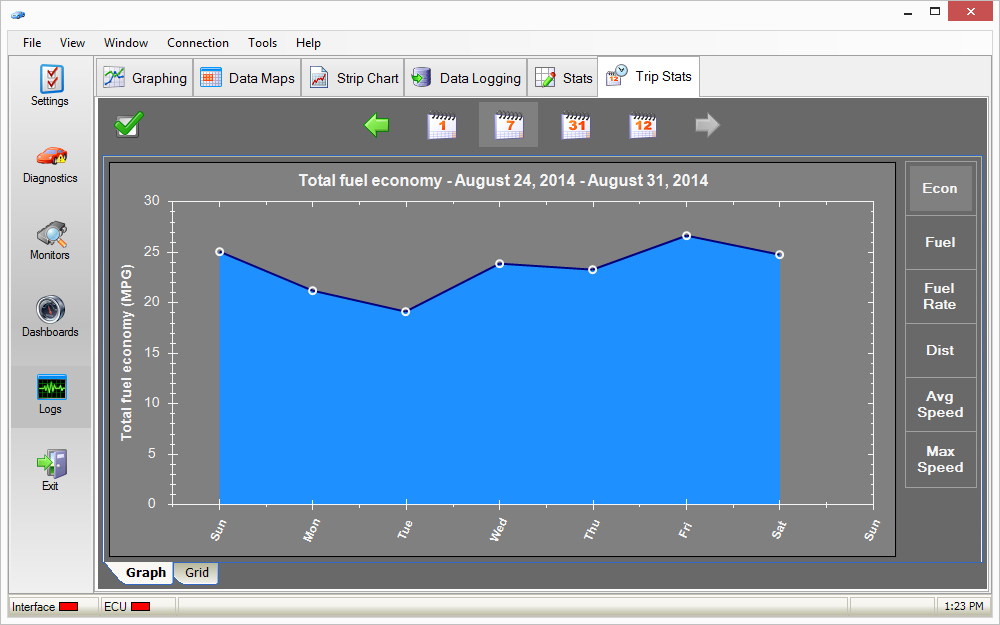 File View Window Connection Tools Help
Settings
Diagnostics
Monitors
Dashboards
Logs
Exit
Graphing Data Maps Strip Chart Data Logging Stats 12 Trip Stats
1 7 31 12
Total fuel economy - August 24, 2014 - August 31, 2014
Total fuel economy (MPG)
30
25
20
15
10
5
0
Sun Mon Tue Wed Thu Fri Sat Sun
Econ
Fuel
Fuel
Rate
Dist
Avg
Speed
Max
Speed
Graph Grid
Interface ECU 1:23 PM